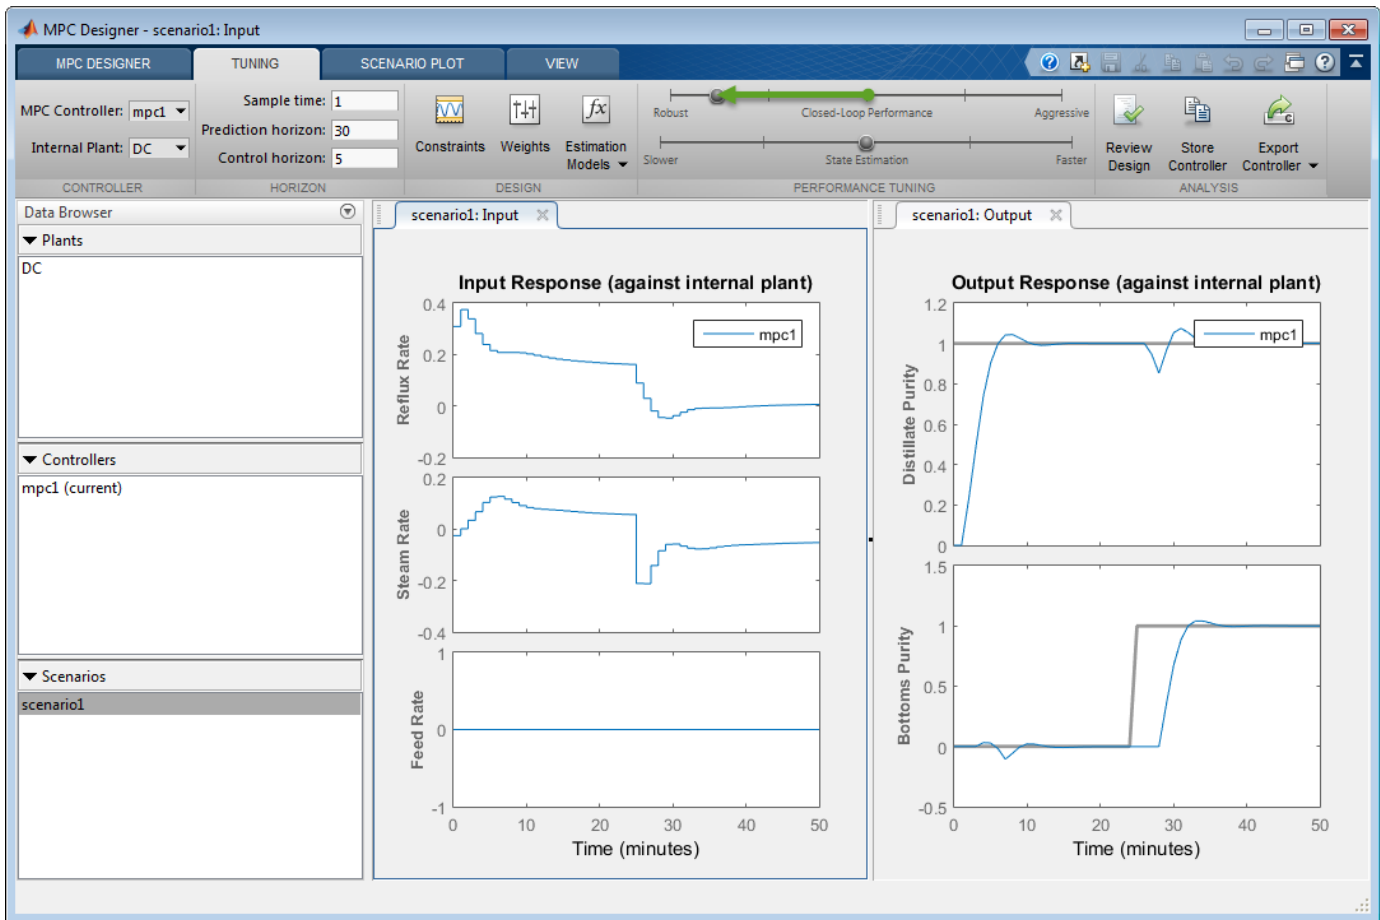 MPC Designer - scenario1: Input
MPC DESIGNER
TUNING
SCENARIO PLOT
VIEW
MPC Controller: mpc1
Internal Plant: DC
CONTROLLER
Sample time: 1
Prediction horizon: 30
Control horizon: 5
HORIZON
Constraints
Weights
Estimation
Models
DESIGN
Robust
Closed-Loop Performance
Aggressive
Slower
State Estimation
Faster
PERFORMANCE TUNING
Review
Design
Store
Controller
Export
Controller
ANALYSIS
Data Browser
Plants
DC
Controllers
mpc1 (current)
Scenarios
scenario1
scenario1: Input
Input Response (against internal plant)
Reflux Rate
0.4
0.2
0
-0.2
mpc1
Steam Rate
0.2
0
-0.2
-0.4
Feed Rate
1
0
-1
0 10 20 30 40 50
Time (minutes)
scenario1: Output
Output Response (against internal plant)
Distillate Purity
1.2
1
0.8
0.6
0.4
0.2
0
mpc1
Bottoms Purity
1.5
1
0.5
0
-0.5
0 10 20 30 40 50
Time (minutes)